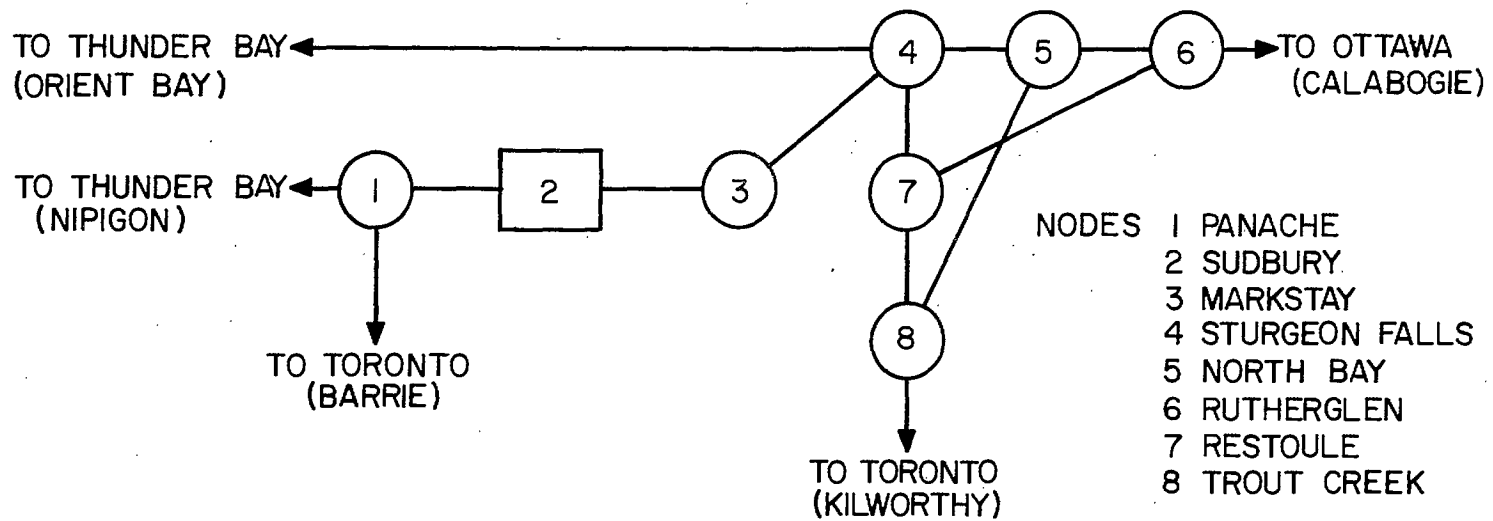 TO THUNDER BAY
(ORIENT BAY)
4
5
6
TO OTTAWA
(CALABOGIE)
TO THUNDER BAY
(NIPIGON)
1
2
3
7
8
TO TORONTO
(BARRIE)
TO TORONTO
(KILWORTHY)
NODES 1 PANACHE
2 SUDBURY
3 MARKSTAY
4 STURGEON FALLS
5 NORTH BAY
6 RUTHERGLEN
7 RESTOULE
8 TROUT CREEK